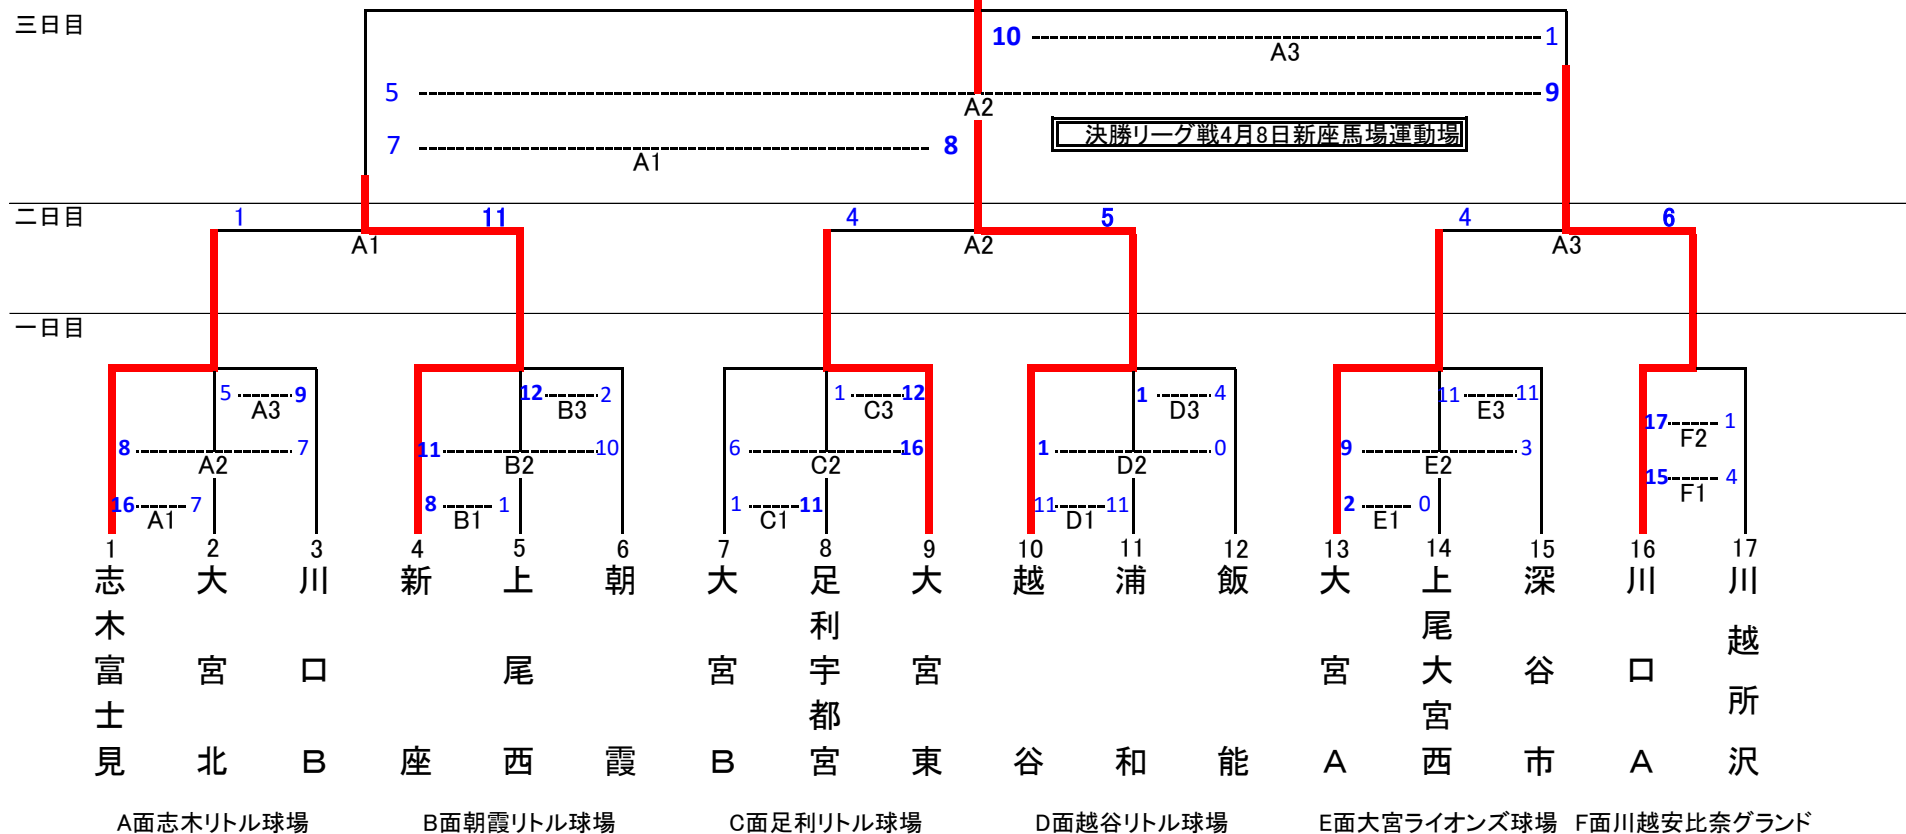 三日目
10 1
A3
5 9
A2
決勝リーグ戦4月8日新座馬場運動場
7 8
A1
二日目
1 11 4 5 4 6
A1 A2 A3
一日目
5 9 12 2 1 12 1 4 11 11
A3 B3 C3 D3 E3
17 1
F2
8 7 11 10 6 16 1 0 9 3
A2 B2 C2 D2 E2
15 4
F1
16 7 8 1 1 11 11 11 2 0
A1 B1 C1 D1 E1
1 2 3 4 5 6 7 8 9 10 11 12 13 14 15 16 17
志木富士見
大宮北
川口B
新座
上尾西
朝霞
大宮B
足利宇都宮
大宮東
越谷
浦和
飯能
大宮A
上尾大宮西
深谷市
川口A
川越所沢
A面志木リトル球場 B面朝霞リトル球場 C面足利リトル球場 D面越谷リトル球場 E面大宮ライオンズ球場 F面川越安比奈グランド